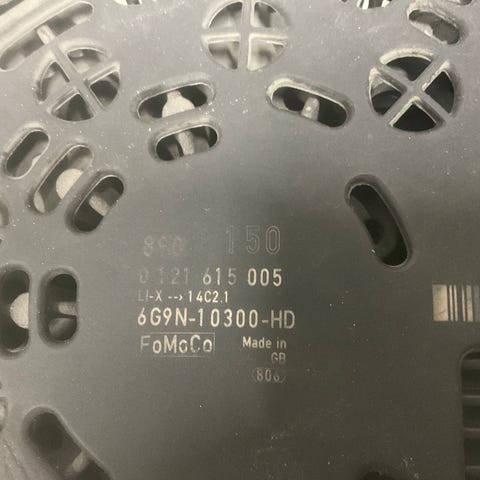 150
0 121 615 005
LI-X --› 14C2.1
6G9N-10300-HD
FoMoCo Made in
GB
806